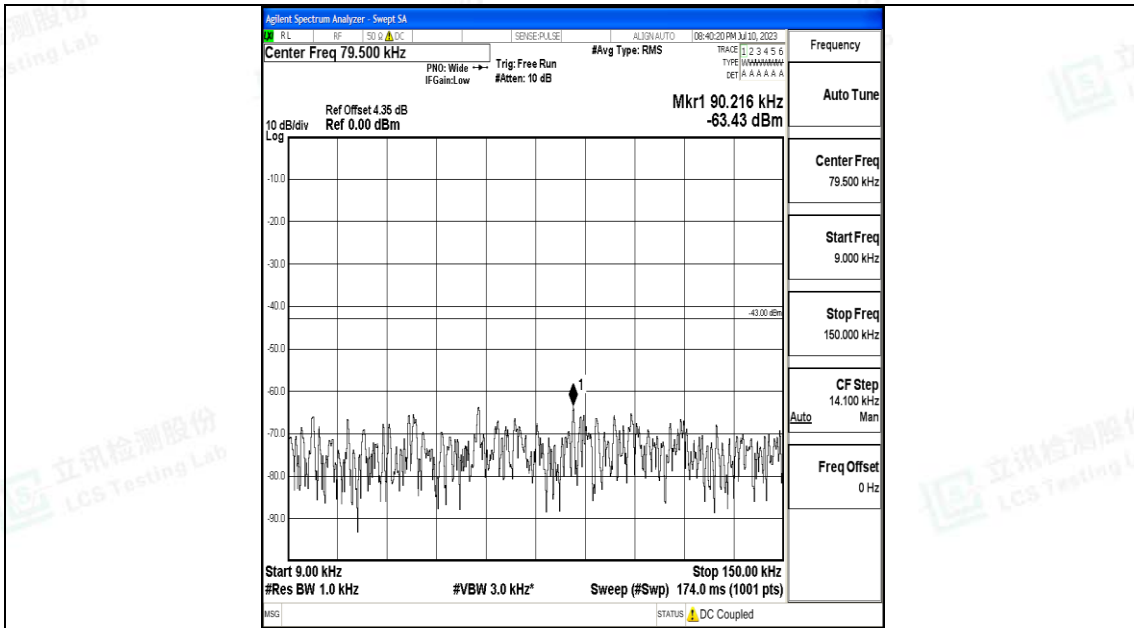 Agilent Spectrum Analyzer - Swept SA
RL RF 50 Ω DC SENSE:PULSE ALIGN AUTO 08:40:20 PM Jul 10, 2023
Center Freq 79.500 kHz
PNO: Wide
IFGain:Low
Trig: Free Run
#Atten: 10 dB
#Avg Type: RMS
TRACE 1 2 3 4 5 6
TYPE
DET A A A A A A
Mkr1 90.216 kHz
-63.43 dBm
Ref Offset 4.35 dB
10 dB/div Ref 0.00 dBm
Log
-10.0
-20.0
-30.0
-40.0
-43.00 dBm
-50.0
-60.0
1
-70.0
-80.0
-90.0
Start 9.00 kHz Stop 150.00 kHz
#Res BW 1.0 kHz #VBW 3.0 kHz* Sweep (#Swp) 174.0 ms (1001 pts)
MSG STATUS DC Coupled
Frequency
Auto Tune
Center Freq
79.500 kHz
Start Freq
9.000 kHz
Stop Freq
150.000 kHz
CF Step
14.100 kHz
Auto Man
Freq Offset
0 Hz
立讯检测股份
LCS Testing Lab